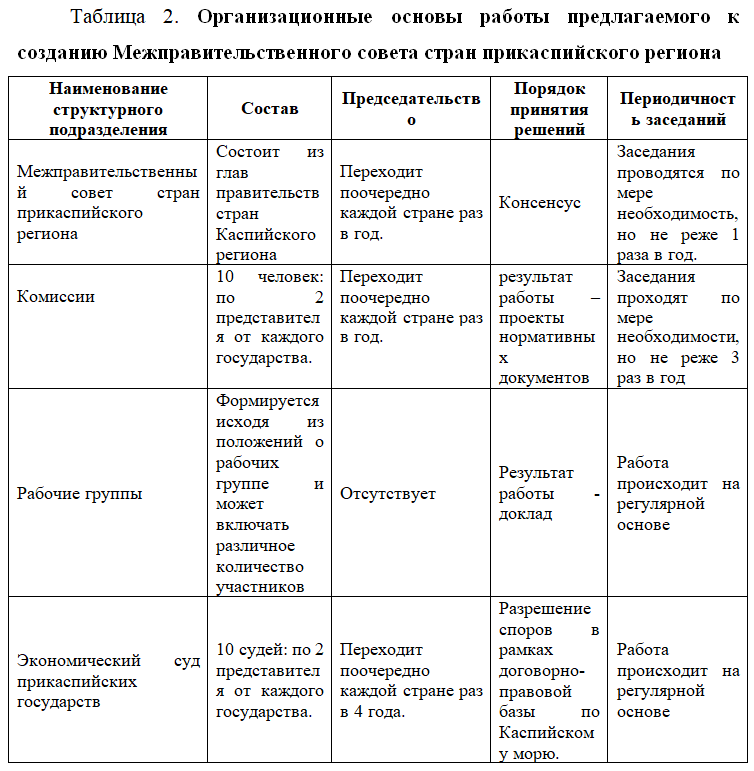 Таблица 2. Организационные основы работы предлагаемого к
созданию Межправительственного совета стран прикаспийского региона
Наименование
структурного
подразделения
Состав
Председательств
о
Порядок
принятия
решений
Периодичност
ь заседаний
Межправительственны
й совет стран
прикаспийского
региона
Состоит из
глав
правительств
стран
Каспийского
региона
Переходит
поочередно
каждой стране раз
в год.
Консенсус
Заседания
проводятся по
мере
необходимость,
но не реже 1
раза в год.
Комиссии
10 человек:
по 2
представител
я от каждого
государства.
Переходит
поочередно
каждой стране раз
в год.
результат
работы –
проекты
нормативны
х
документов
Заседания
проходят по
мере
необходимости,
но не реже 3
раз в год
Рабочие группы
Формируется
исходя из
положений о
рабочих
группе и
может
включать
различное
количество
участников
Отсутствует
Результат
работы -
доклад
Работа
происходит на
регулярной
основе
Экономический суд
прикаспийских
государств
10 судей: по 2
представител
я от каждого
государства.
Переходит
поочередно
каждой стране раз
в 4 года.
Разрешение
споров в
рамках
договорно-
правовой
базы по
Каспийском
у морю.
Работа
происходит на
регулярной
основе